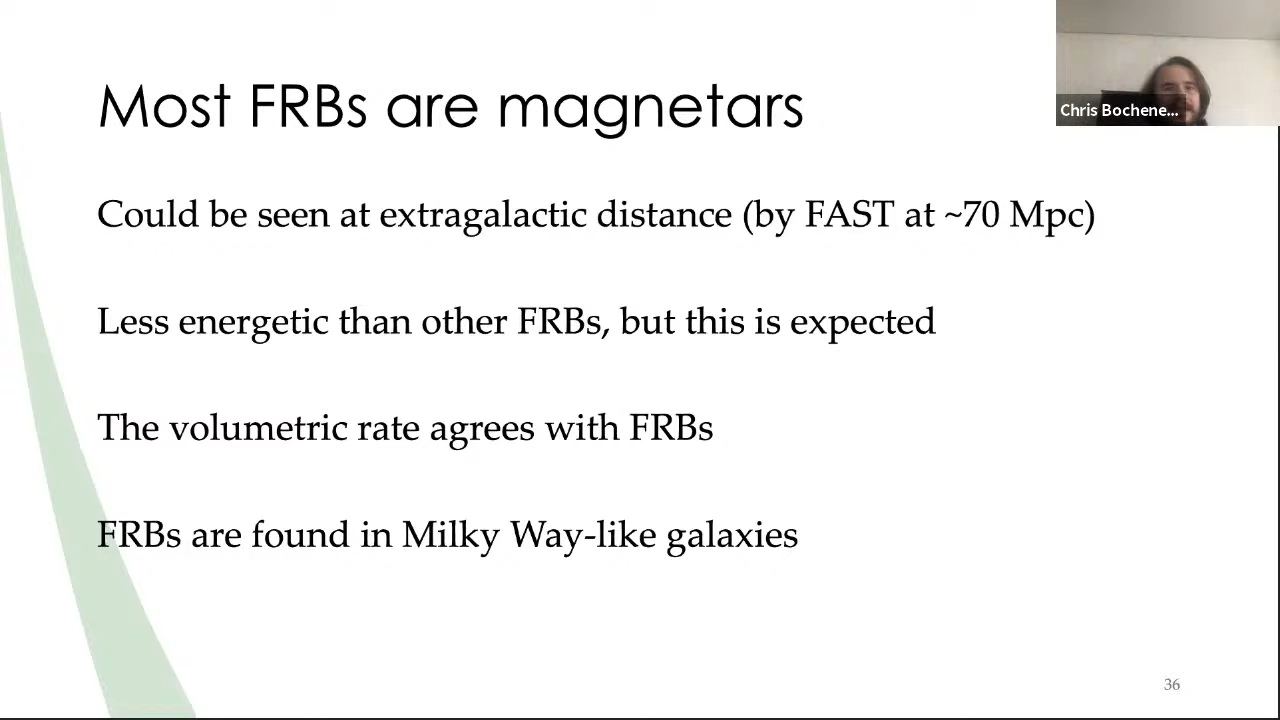 Most FRBs are magnetars
Chris Bochene...
Could be seen at extragalactic distance (by FAST at ~70 Mpc)
Less energetic than other FRBs, but this is expected
The volumetric rate agrees with FRBs
FRBs are found in Milky Way-like galaxies
36